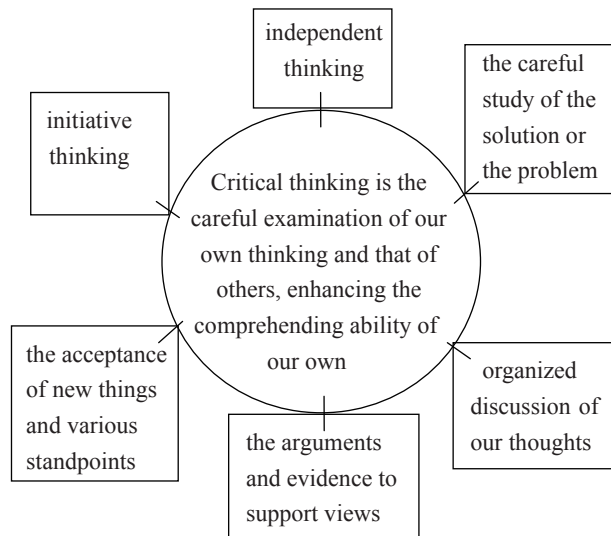 independent
thinking
the careful
study of the
solution or
the problem
initiative
thinking
Critical thinking is the
careful examination of our
own thinking and that of
others, enhancing the
comprehending ability of
our own
the acceptance
of new things
and various
standpoints
organized
discussion of
our thoughts
the arguments
and evidence to
support views